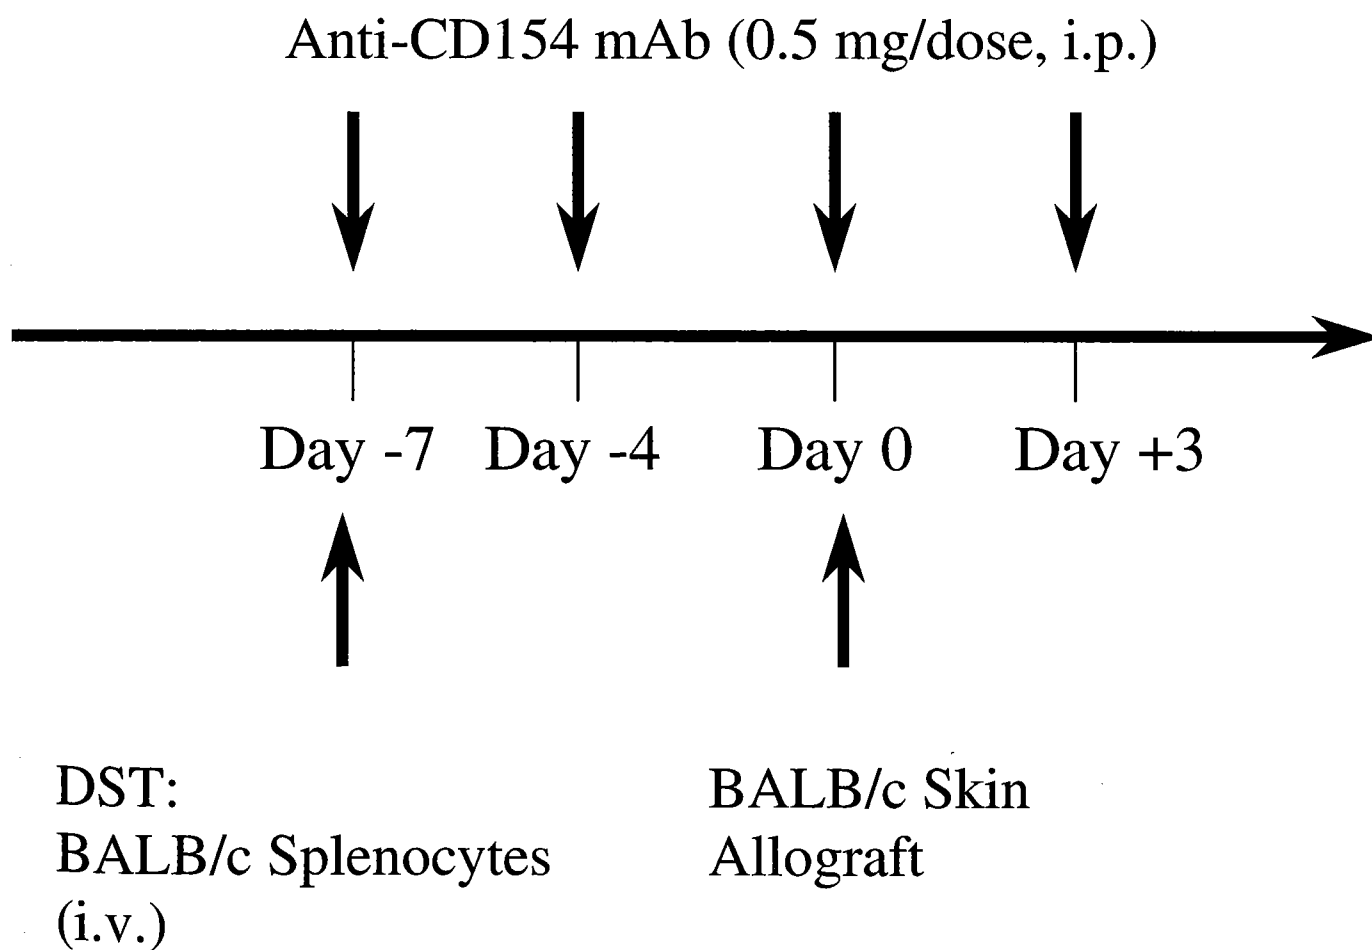 Anti-CD154 mAb (0.5 mg/dose, i.p.)
Day -7 Day -4 Day 0 Day +3
DST:
BALB/c Splenocytes
(i.v.)
BALB/c Skin
Allograft